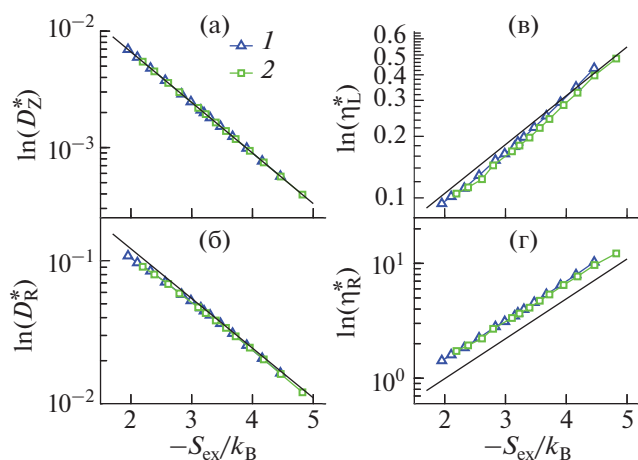 (а)
1
2
10⁻²
10⁻³
ln(D*Z)
(в)
0.6
0.5
0.4
0.3
0.2
0.1
ln(η*L)
(б)
10⁻¹
10⁻²
ln(D*R)
2 3 4 5
−Sex/kB
(г)
10¹
10⁰
ln(η*R)
2 3 4 5
−Sex/kB